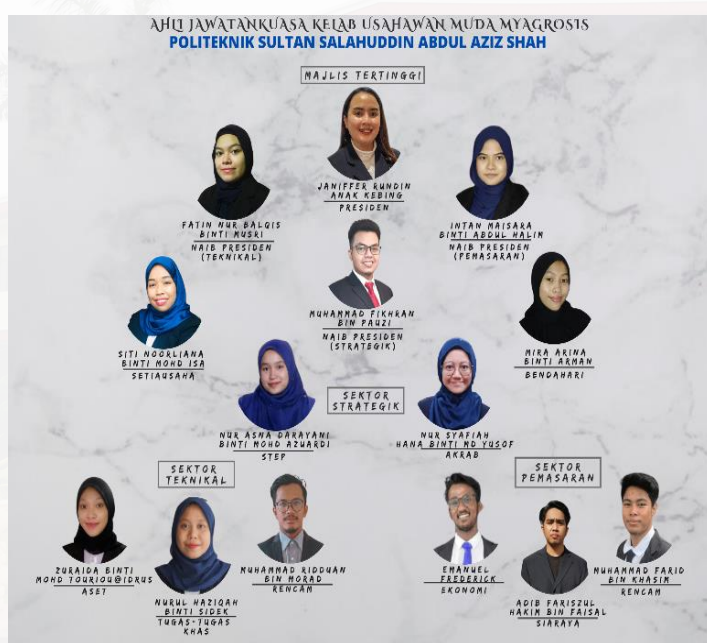 AHLI JAWATANKUASA KELAB USAHAWAN MUDA MYAGROSIS
POLITEKNIK SULTAN SALAHUDDIN ABDUL AZIZ SHAH
MAJLIS TERTINGGI
JANIFFER RUNDIN
ANAK KEBING
PRESIDEN
FATIN NUR BALQIS
BINTI MUSRI
NAIB PRESIDEN
(TEKNIKAL)
INTAN MAISARA
BINTI ABDUL HALIM
NAIB PRESIDEN
(PEMASARAN)
MUHAMMAD FIKHRAN
BIN PAUZI
NAIB PRESIDEN
(STRATEGIK)
SITI NOORLIANA
BINTI MOHD ISA
SETIAUSAHA
MIRA ARINA
BINTI ARMAN
BENDAHARI
SEKTOR
STRATEGIK
NUR ASNA DARAYANI
BINTI MOHD AZUARDI
STEP
NUR SYAFIAH
HANA BINTI MD YUSOF
AKRAB
SEKTOR
TEKNIKAL
ZURAIDA BINTI
MOHD TOURIOU@IDRUS
ASET
NURUL HAZIQAH
BINTI SIDEK
TUGAS-TUGAS
KHAS
MUHAMMAD RIDDUAN
BIN MORAD
RENCAM
SEKTOR
PEMASARAN
EMANUEL
FREDERICK
EKONOMI
ADIB FARISZUL
HAKIM BIN FAISAL
SIARAYA
MUHAMMAD FARID
BIN KHASIM
RENCAM